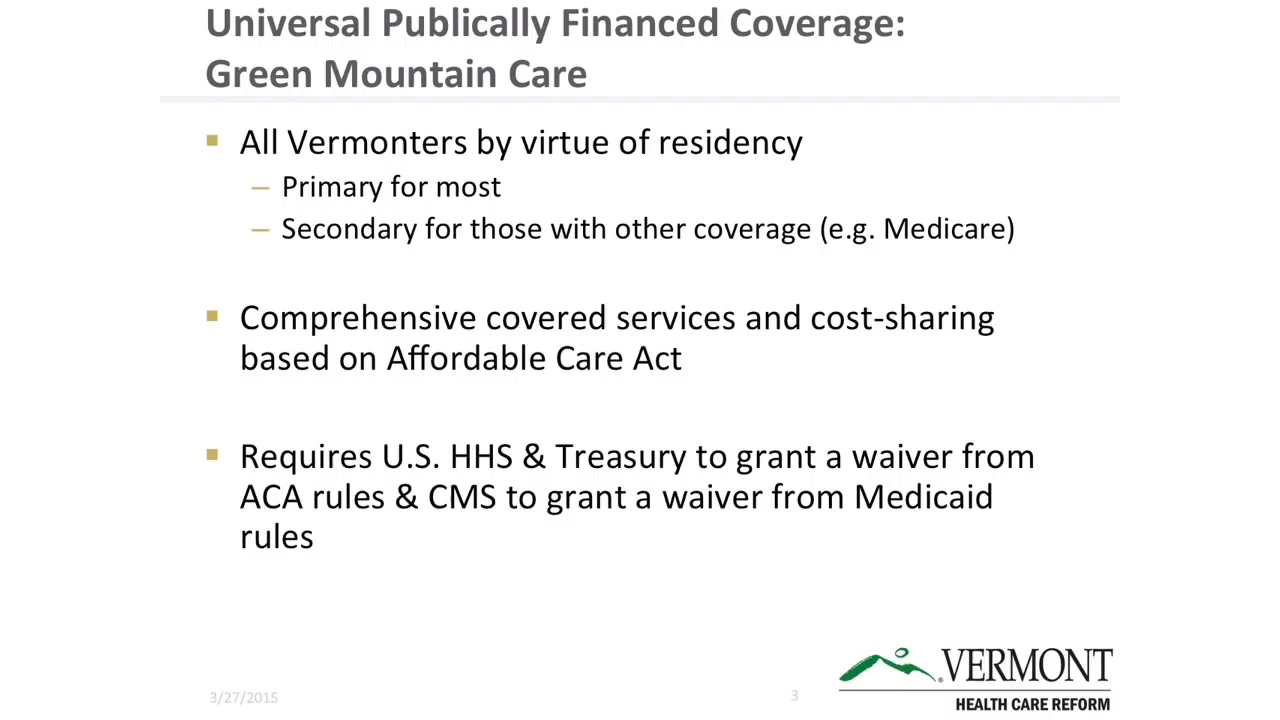 Universal Publically Financed Coverage:
Green Mountain Care
All Vermonters by virtue of residency
– Primary for most
– Secondary for those with other coverage (e.g. Medicare)
Comprehensive covered services and cost-sharing
based on Affordable Care Act
Requires U.S. HHS & Treasury to grant a waiver from
ACA rules & CMS to grant a waiver from Medicaid
rules
3/27/2015
3
VERMONT
HEALTH CARE REFORM